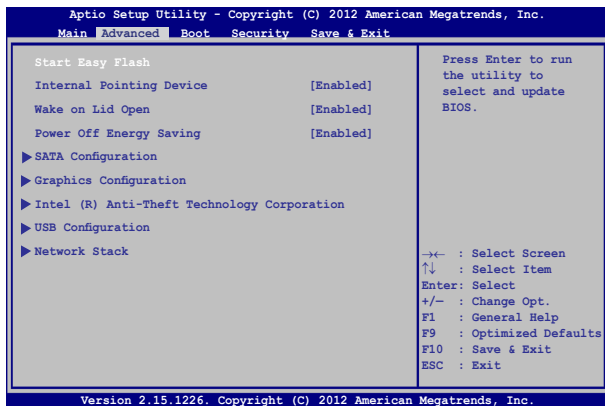 Aptio Setup Utility - Copyright (C) 2012 American Megatrends, Inc.
Main Advanced Boot Security Save & Exit
Start Easy Flash
Internal Pointing Device [Enabled]
Wake on Lid Open [Enabled]
Power Off Energy Saving [Enabled]
SATA Configuration
Graphics Configuration
Intel (R) Anti-Theft Technology Corporation
USB Configuration
Network Stack
Press Enter to run
the utility to
select and update
BIOS.
→← : Select Screen
↑↓ : Select Item
Enter: Select
+/— : Change Opt.
F1 : General Help
F9 : Optimized Defaults
F10 : Save & Exit
ESC : Exit
Version 2.15.1226. Copyright (C) 2012 American Megatrends, Inc.